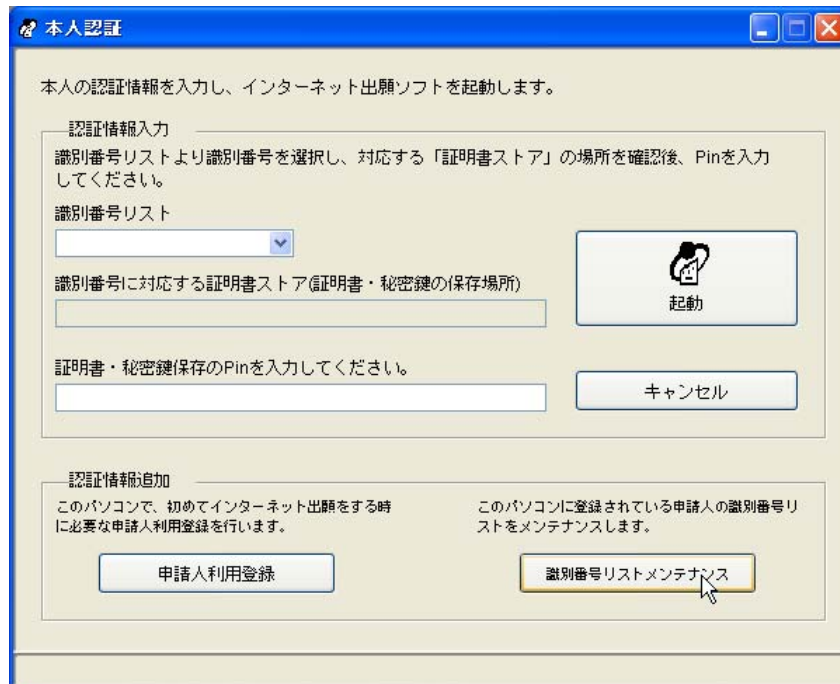 本人認証
本人の認証情報を入力し、インターネット出願ソフトを起動します。
認証情報入力
識別番号リストより識別番号を選択し、対応する「証明書ストア」の場所を確認後、Pinを入力
してください。
識別番号リスト
識別番号に対応する証明書ストア(証明書・秘密鍵の保存場所)
起動
証明書・秘密鍵保存のPinを入力してください。
キャンセル
認証情報追加
このパソコンで、初めてインターネット出願をする時
に必要な申請人利用登録を行います。
申請人利用登録
このパソコンに登録されている申請人の識別番号リ
ストをメンテナンスします。
識別番号リストメンテナンス